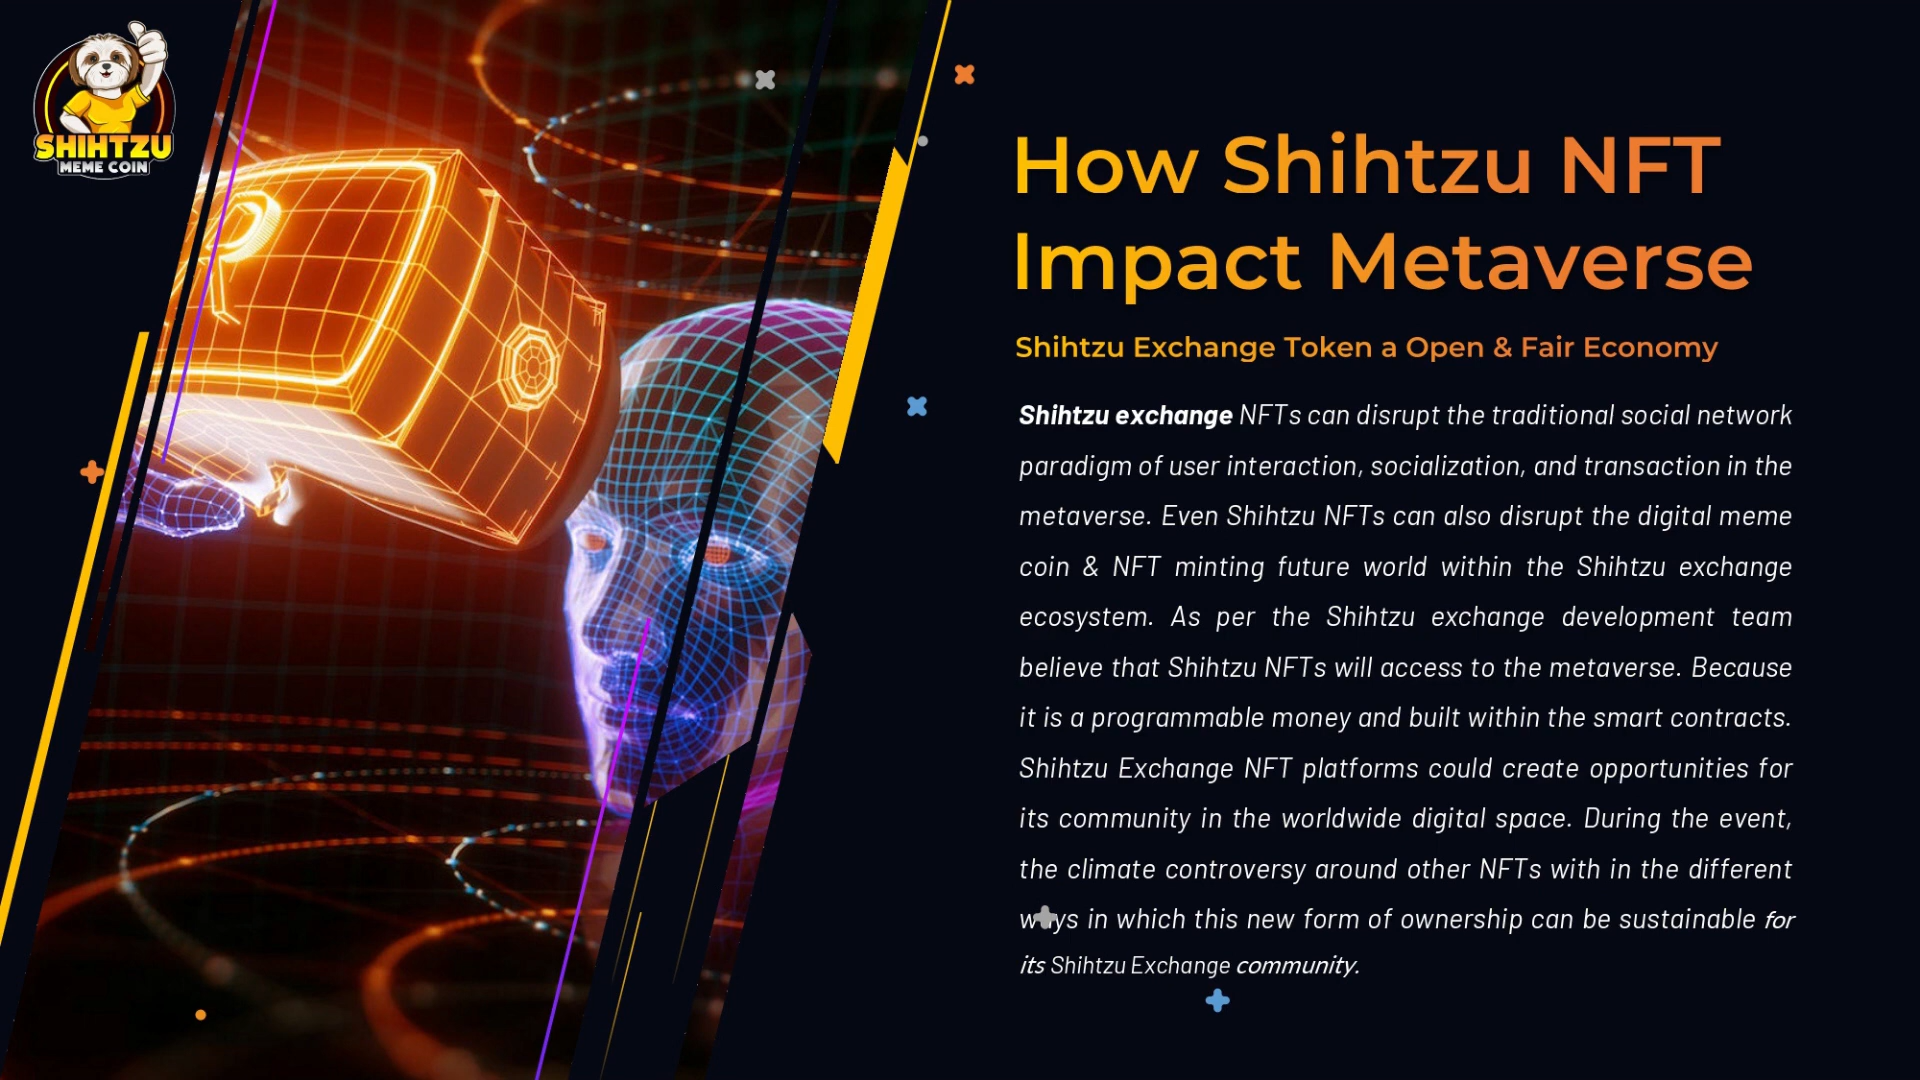 SHIHTZU
MEME COIN
How Shihtzu NFT
Impact Metaverse
Shihtzu Exchange Token a Open & Fair Economy
Shihtzu exchange NFTs can disrupt the traditional social network
paradigm of user interaction, socialization, and transaction in the
metaverse. Even Shihtzu NFTs can also disrupt the digital meme
coin & NFT minting future world within the Shihtzu exchange
ecosystem. As per the Shihtzu exchange development team
believe that Shihtzu NFTs will access to the metaverse. Because
it is a programmable money and built within the smart contracts.
Shihtzu Exchange NFT platforms could create opportunities for
its community in the worldwide digital space. During the event,
the climate controversy around other NFTs with in the different
ways in which this new form of ownership can be sustainable for
its Shihtzu Exchange community.